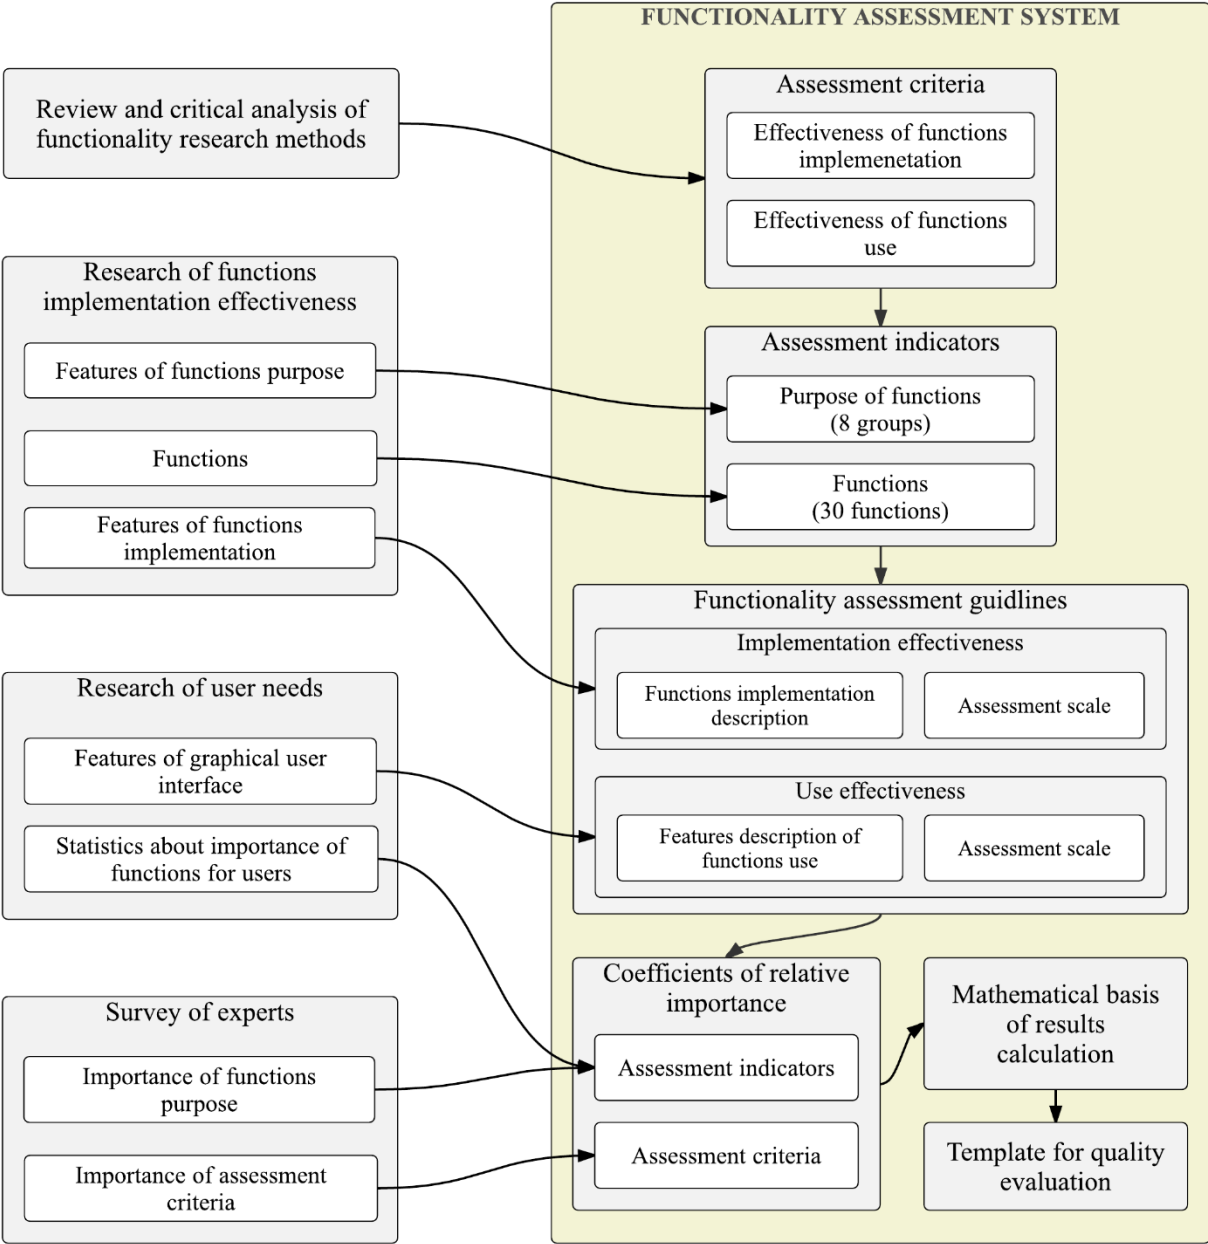 FUNCTIONALITY ASSESSMENT SYSTEM
Review and critical analysis of
functionality research methods
Research of functions
implementation effectiveness
Features of functions purpose
Functions
Features of functions
implementation
Research of user needs
Features of graphical user
interface
Statistics about importance of
functions for users
Survey of experts
Importance of functions
purpose
Importance of assessment
criteria
Assessment criteria
Effectiveness of functions
implemenetation
Effectiveness of functions
use
Assessment indicators
Purpose of functions
(8 groups)
Functions
(30 functions)
Functionality assessment guidlines
Implementation effectiveness
Functions implementation
description
Assessment scale
Use effectiveness
Features description of
functions use
Assessment scale
Coefficients of relative
importance
Assessment indicators
Assessment criteria
Mathematical basis
of results
calculation
Template for quality
evaluation